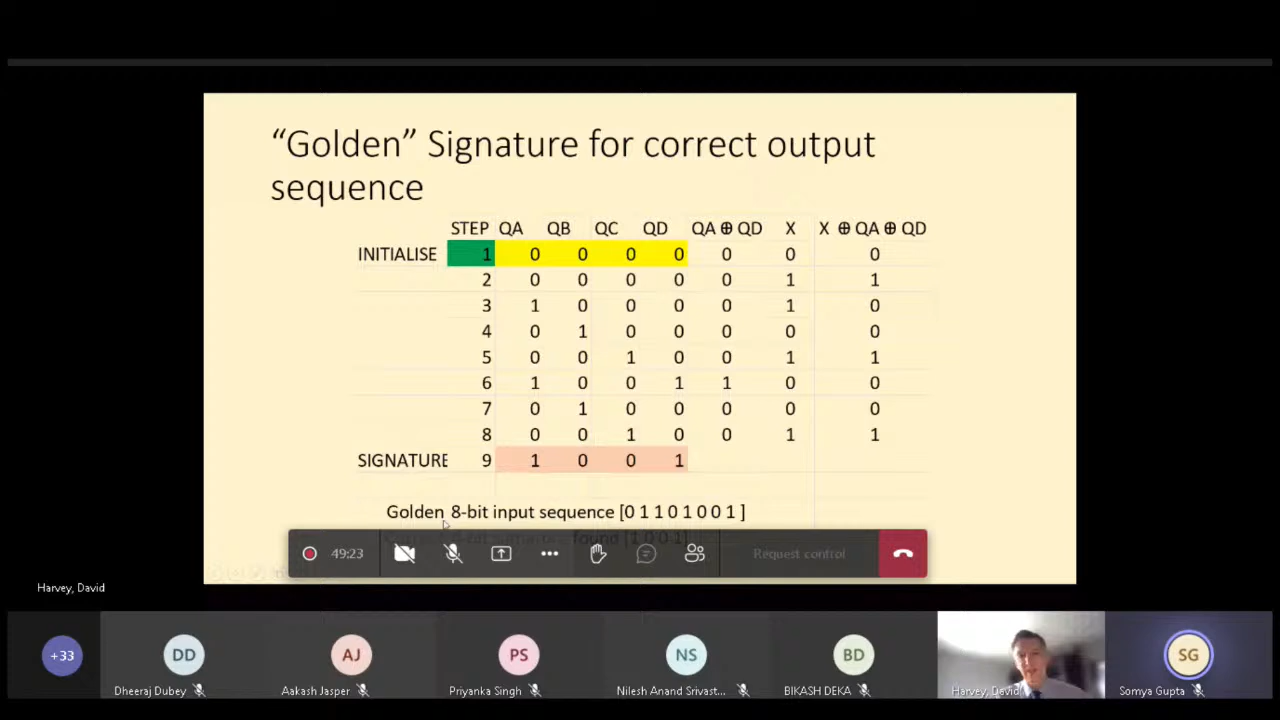 “Golden” Signature for correct output
sequence
STEP QA QB QC QD QA ⊕ QD X X ⊕ QA ⊕ QD
INITIALISE 1 0 0 0 0 0 0 0
2 0 0 0 0 0 1 1
3 1 0 0 0 0 1 0
4 0 1 0 0 0 0 0
5 0 0 1 0 0 1 1
6 1 0 0 1 1 0 0
7 0 1 0 0 0 0 0
8 0 0 1 0 0 1 1
SIGNATURE 9 1 0 0 1
Golden 8-bit input sequence [0 1 1 0 1 0 0 1 ]
found [1 0 0 1]
49:23
Request control
Harvey, David
+33
DD
AJ
PS
NS
BD
SG
Dheeraj Dubey
Aakash Jasper
Priyanka Singh
Nilesh Anand Srivast...
BIKASH DEKA
Harvey, David
Somya Gupta